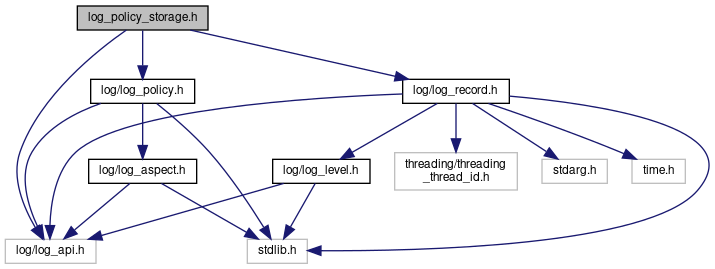 log_policy_storage.h
log/log_policy.h
log/log_record.h
log/log_aspect.h
log/log_level.h
threading/threading
_thread_id.h
stdarg.h
time.h
log/log_api.h
stdlib.h